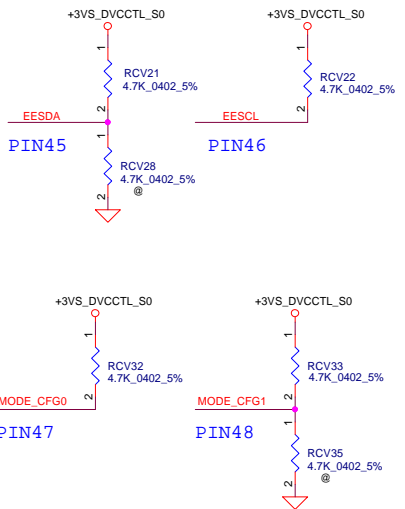 +3VS_DVCCTL_S0
+3VS_DVCCTL_S0
1
RCV21
4.7K_0402_5%
2
1
RCV22
4.7K_0402_5%
2
EESDA
EESCL
PIN45
PIN46
1
RCV28
4.7K_0402_5%
@
2
+3VS_DVCCTL_S0
+3VS_DVCCTL_S0
1
RCV32
4.7K_0402_5%
2
1
RCV33
4.7K_0402_5%
2
MODE_CFG0
MODE_CFG1
PIN47
PIN48
1
RCV35
4.7K_0402_5%
@
2